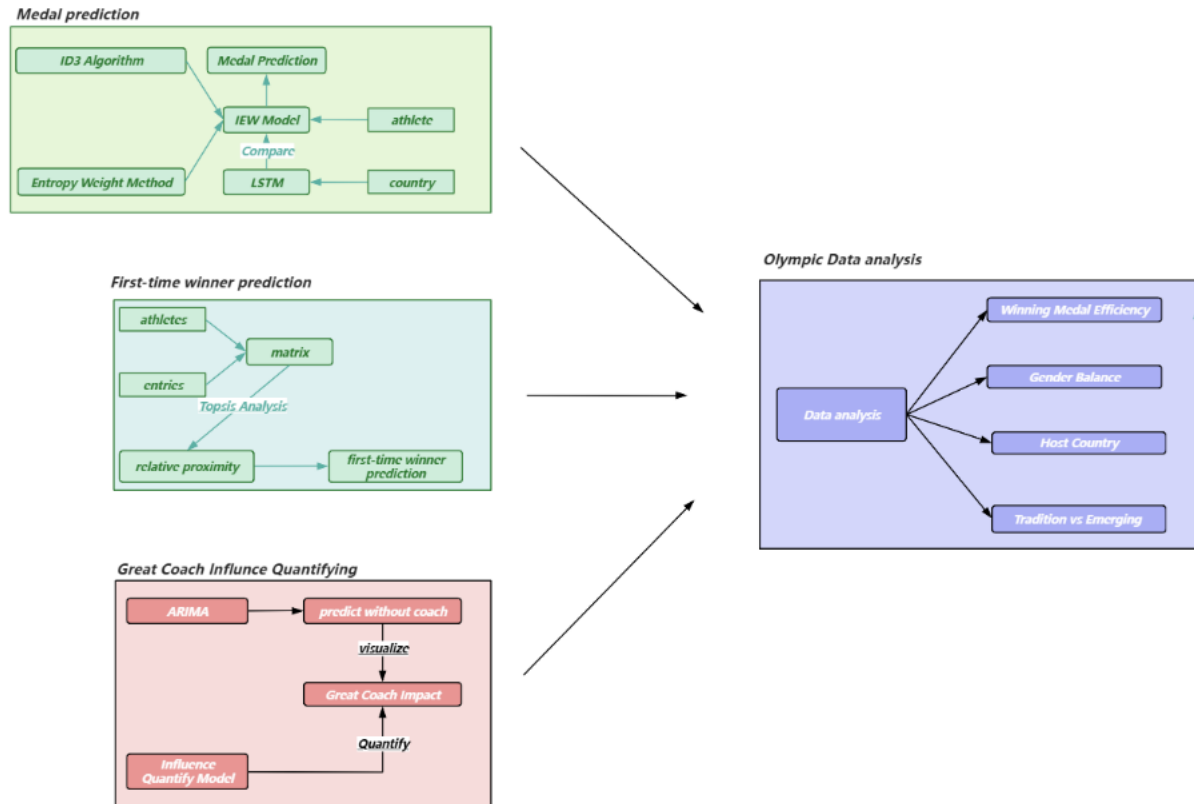 Medal prediction
ID3 Algorithm
Medal Prediction
IEW Model
athlete
Compare
Entropy Weight Method
LSTM
country
First-time winner prediction
athletes
matrix
entries
Topsis Analysis
relative proximity
first-time winner
prediction
Great Coach Influnce Quantifying
ARIMA
predict without coach
visualize
Great Coach Impact
Quantify
Influence
Quantify Model
Olympic Data analysis
Winning Medal Efficiency
Gender Balance
Data analysis
Host Country
Tradition vs Emerging